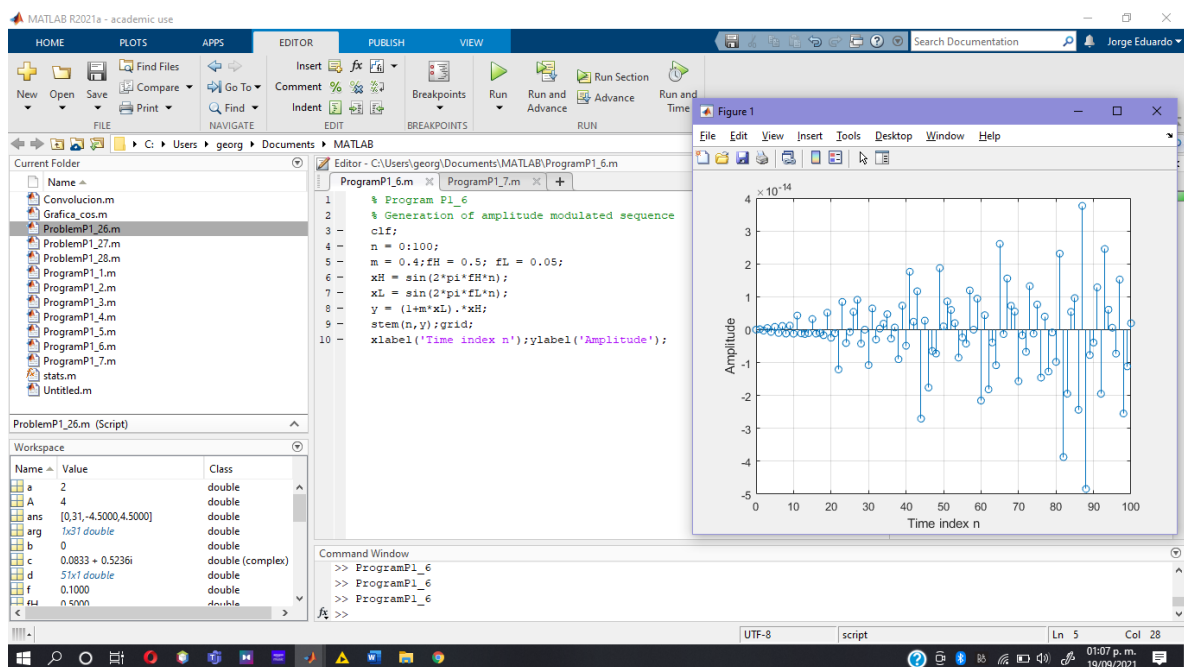 MATLAB R2021a - academic use
HOME PLOTS APPS EDITOR PUBLISH VIEW
Search Documentation
Jorge Eduardo
New Open Save
Find Files
Compare
Print
FILE
Go To
Find
NAVIGATE
Insert fx
Comment %
Indent
EDIT
Breakpoints
BREAKPOINTS
Run
Run and Advance
Run Section
Advance
Run and Time
RUN
C: Users georg Documents MATLAB
Current Folder
Name
Convolucion.m
Grafica_cos.m
ProblemP1_26.m
ProblemP1_27.m
ProblemP1_28.m
ProgramP1_1.m
ProgramP1_2.m
ProgramP1_3.m
ProgramP1_4.m
ProgramP1_5.m
ProgramP1_6.m
ProgramP1_7.m
stats.m
Untitled.m
ProblemP1_26.m (Script)
Workspace
Name Value Class
a 2 double
A 4 double
ans [0,31,-4.5000,4.5000] double
arg 1x31 double double
b 0 double
c 0.0833 + 0.5236i double (complex)
d 51x1 double double
f 0.1000 double
fH 0.5000 double
Editor - C:\Users\georg\Documents\MATLAB\ProgramP1_6.m
ProgramP1_6.m ProgramP1_7.m
1 % Program P1_6
2 % Generation of amplitude modulated sequence
3 - clf;
4 - n = 0:100;
5 - m = 0.4;fH = 0.5; fL = 0.05;
6 - xH = sin(2*pi*fH*n);
7 - xL = sin(2*pi*fL*n);
8 - y = (1+m*xL).*xH;
9 - stem(n,y);grid;
10 - xlabel('Time index n');ylabel('Amplitude');
Command Window
>> ProgramP1_6
>> ProgramP1_6
>> ProgramP1_6
fx >>
Figure 1
File Edit View Insert Tools Desktop Window Help
×10-14
4
3
2
1
0
-1
-2
-3
-4
-5
Amplitude
0 10 20 30 40 50 60 70 80 90 100
Time index n
UTF-8 script Ln 5 Col 28
01:07 p. m.
19/09/2021